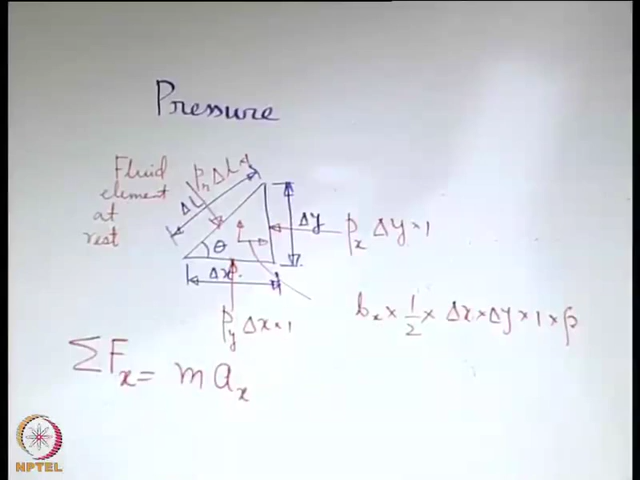 Pressure
Fluid
element
at
rest
pₙ Δl×1
Δl
θ
Δx
Δy
pₓ Δy×1
p_y Δx×1
bₓ × 1/2 × Δx × Δy × 1 × ρ
ΣFₓ = m aₓ
NPTEL